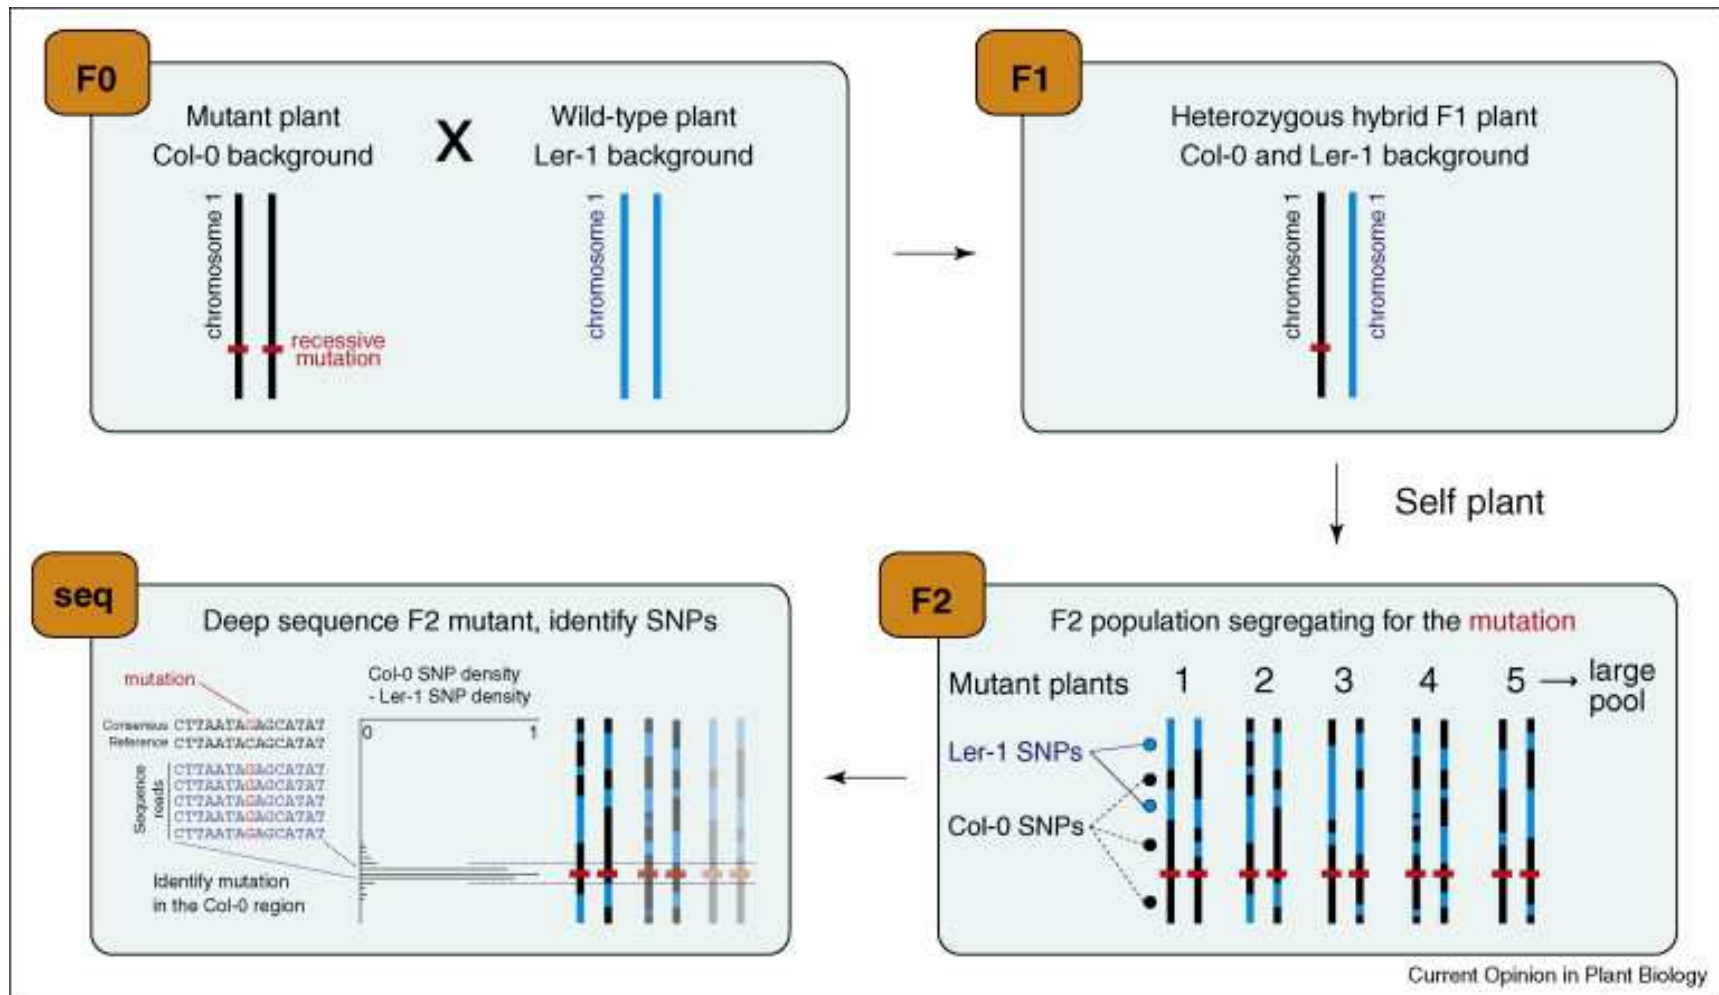 F0
Mutant plant
Col-0 background
X
Wild-type plant
Ler-1 background
chromosome 1
recessive
mutation
chromosome 1
F1
Heterozygous hybrid F1 plant
Col-0 and Ler-1 background
chromosome 1
chromosome 1
Self plant
F2
F2 population segregating for the mutation
Mutant plants 1 2 3 4 5 large
pool
Ler-1 SNPs
Col-0 SNPs
seq
Deep sequence F2 mutant, identify SNPs
mutation
Consensus CTTAATAGAGCATAT
Reference CTTAATACAGCATAT
Sequence
reads
CTTAATAGAGCATAT
CTTAATAGAGCATAT
CTTAATAGAGCATAT
CTTAATAGAGCATAT
CTTAATAGAGCATAT
Identify mutation
in the Col-0 region
Col-0 SNP density
- Ler-1 SNP density
0 1
Current Opinion in Plant Biology